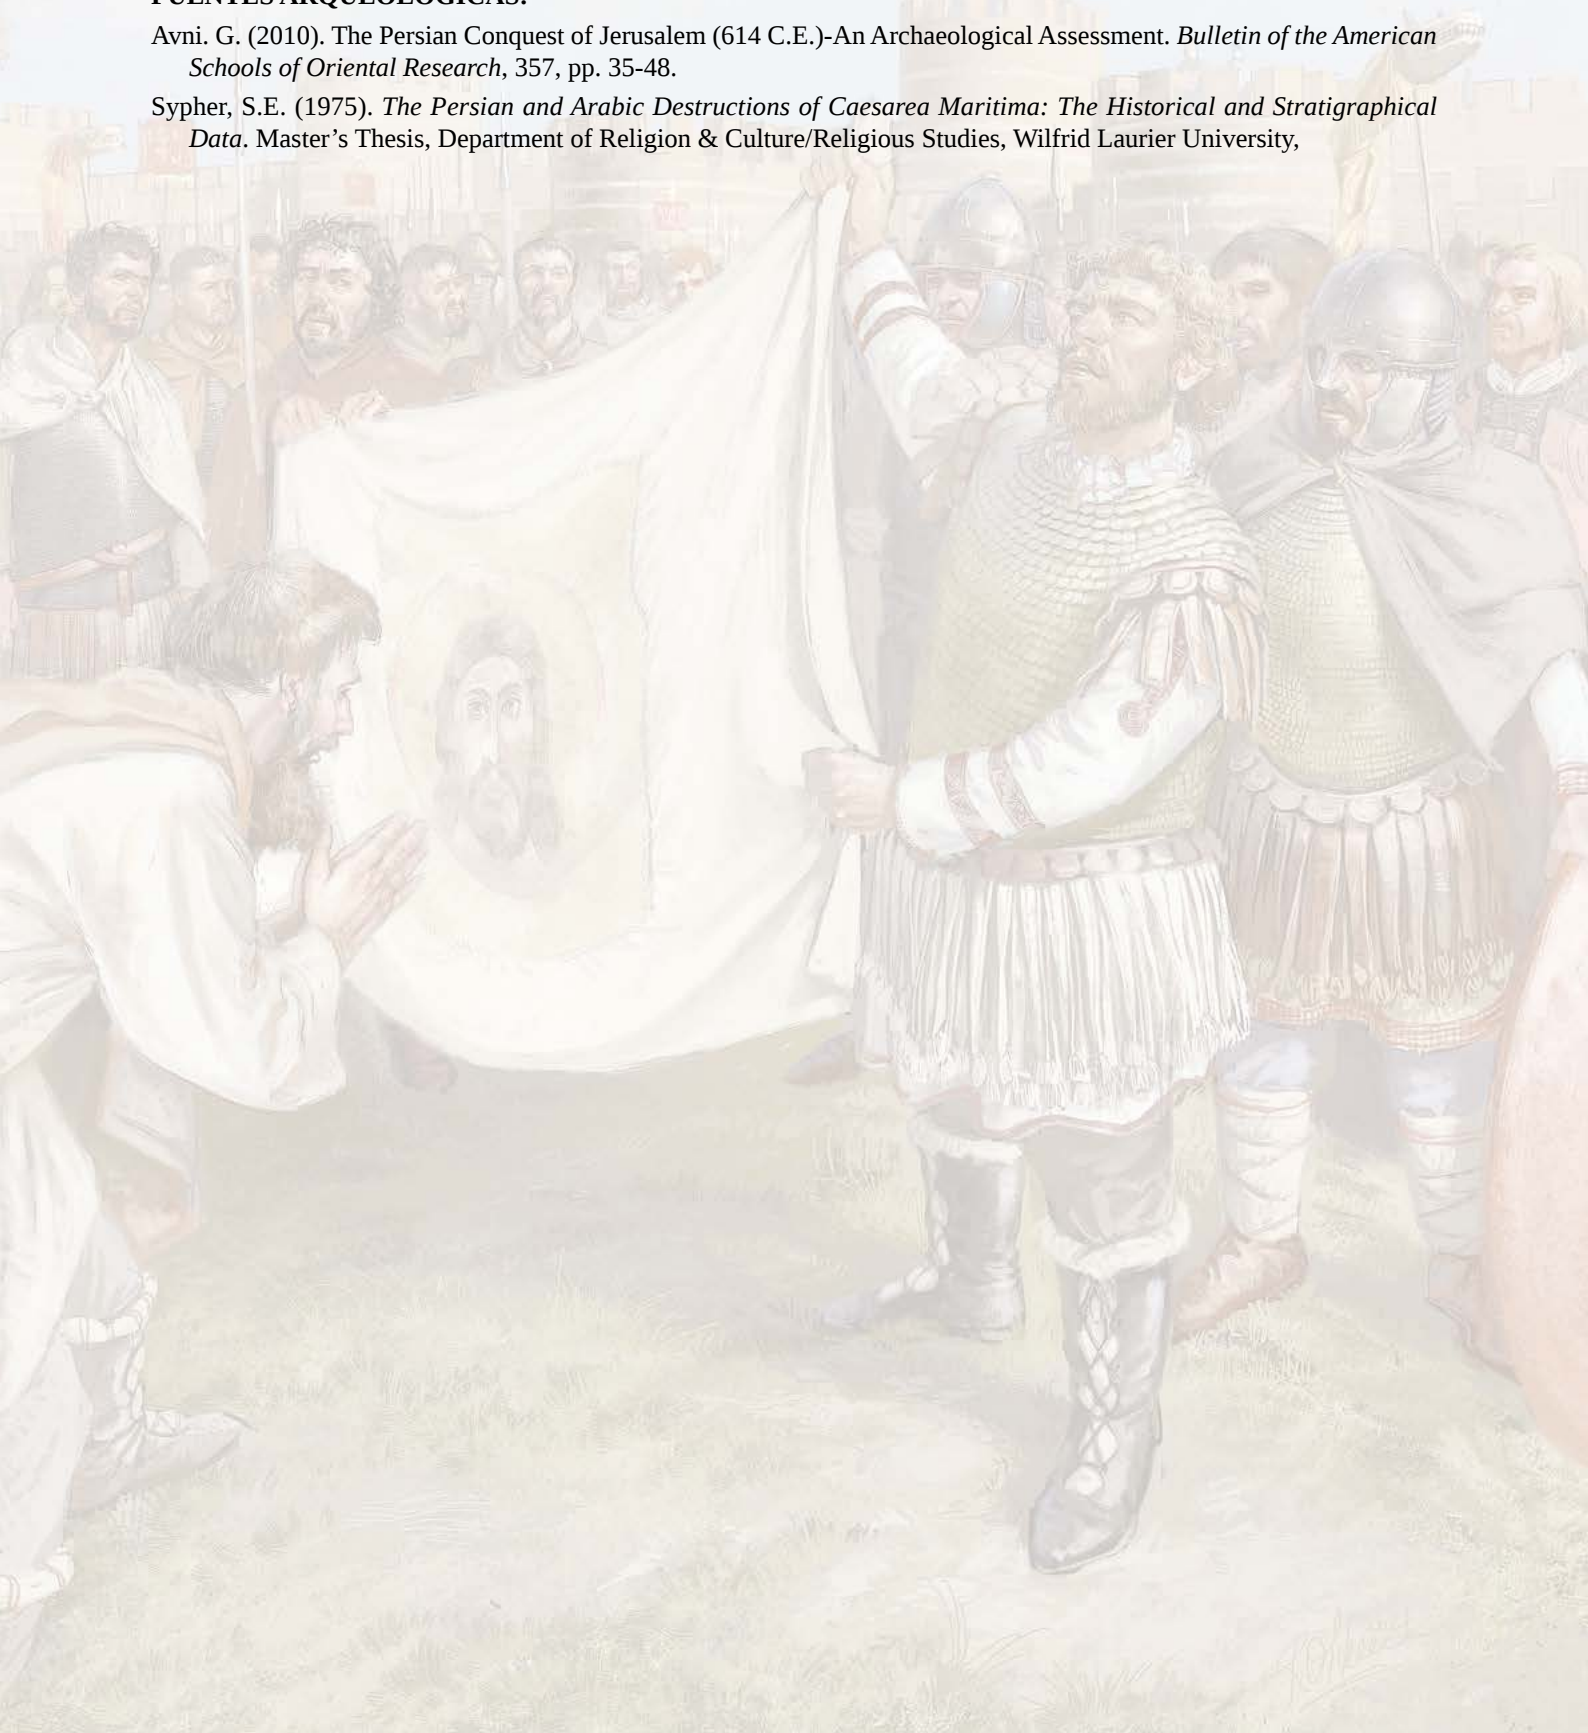 FUENTES ARQUEOLÓGICAS:
Avni. G. (2010). The Persian Conquest of Jerusalem (614 C.E.)-An Archaeological Assessment. Bulletin of the American
Schools of Oriental Research, 357, pp. 35-48.
Sypher, S.E. (1975). The Persian and Arabic Destructions of Caesarea Maritima: The Historical and Stratigraphical
Data. Master’s Thesis, Department of Religion & Culture/Religious Studies, Wilfrid Laurier University,